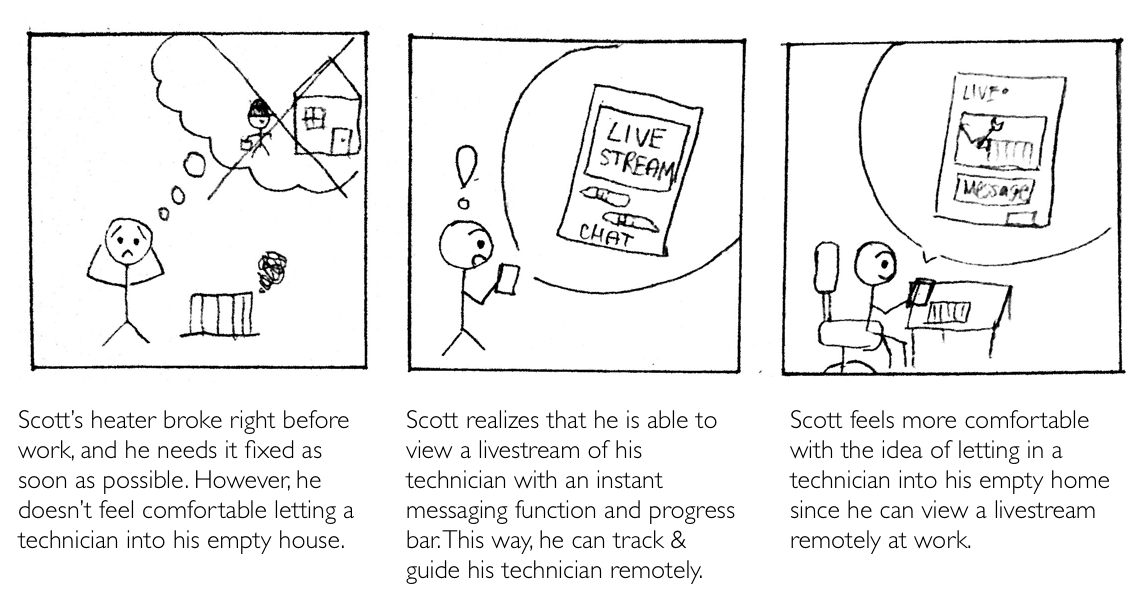 LIVE
STREAM
CHAT
LIVE
Message
Scott's heater broke right before
work, and he needs it fixed as
soon as possible. However, he
doesn't feel comfortable letting a
technician into his empty house.
Scott realizes that he is able to
view a livestream of his
technician with an instant
messaging function and progress
bar. This way, he can track &
guide his technician remotely.
Scott feels more comfortable
with the idea of letting in a
technician into his empty home
since he can view a livestream
remotely at work.